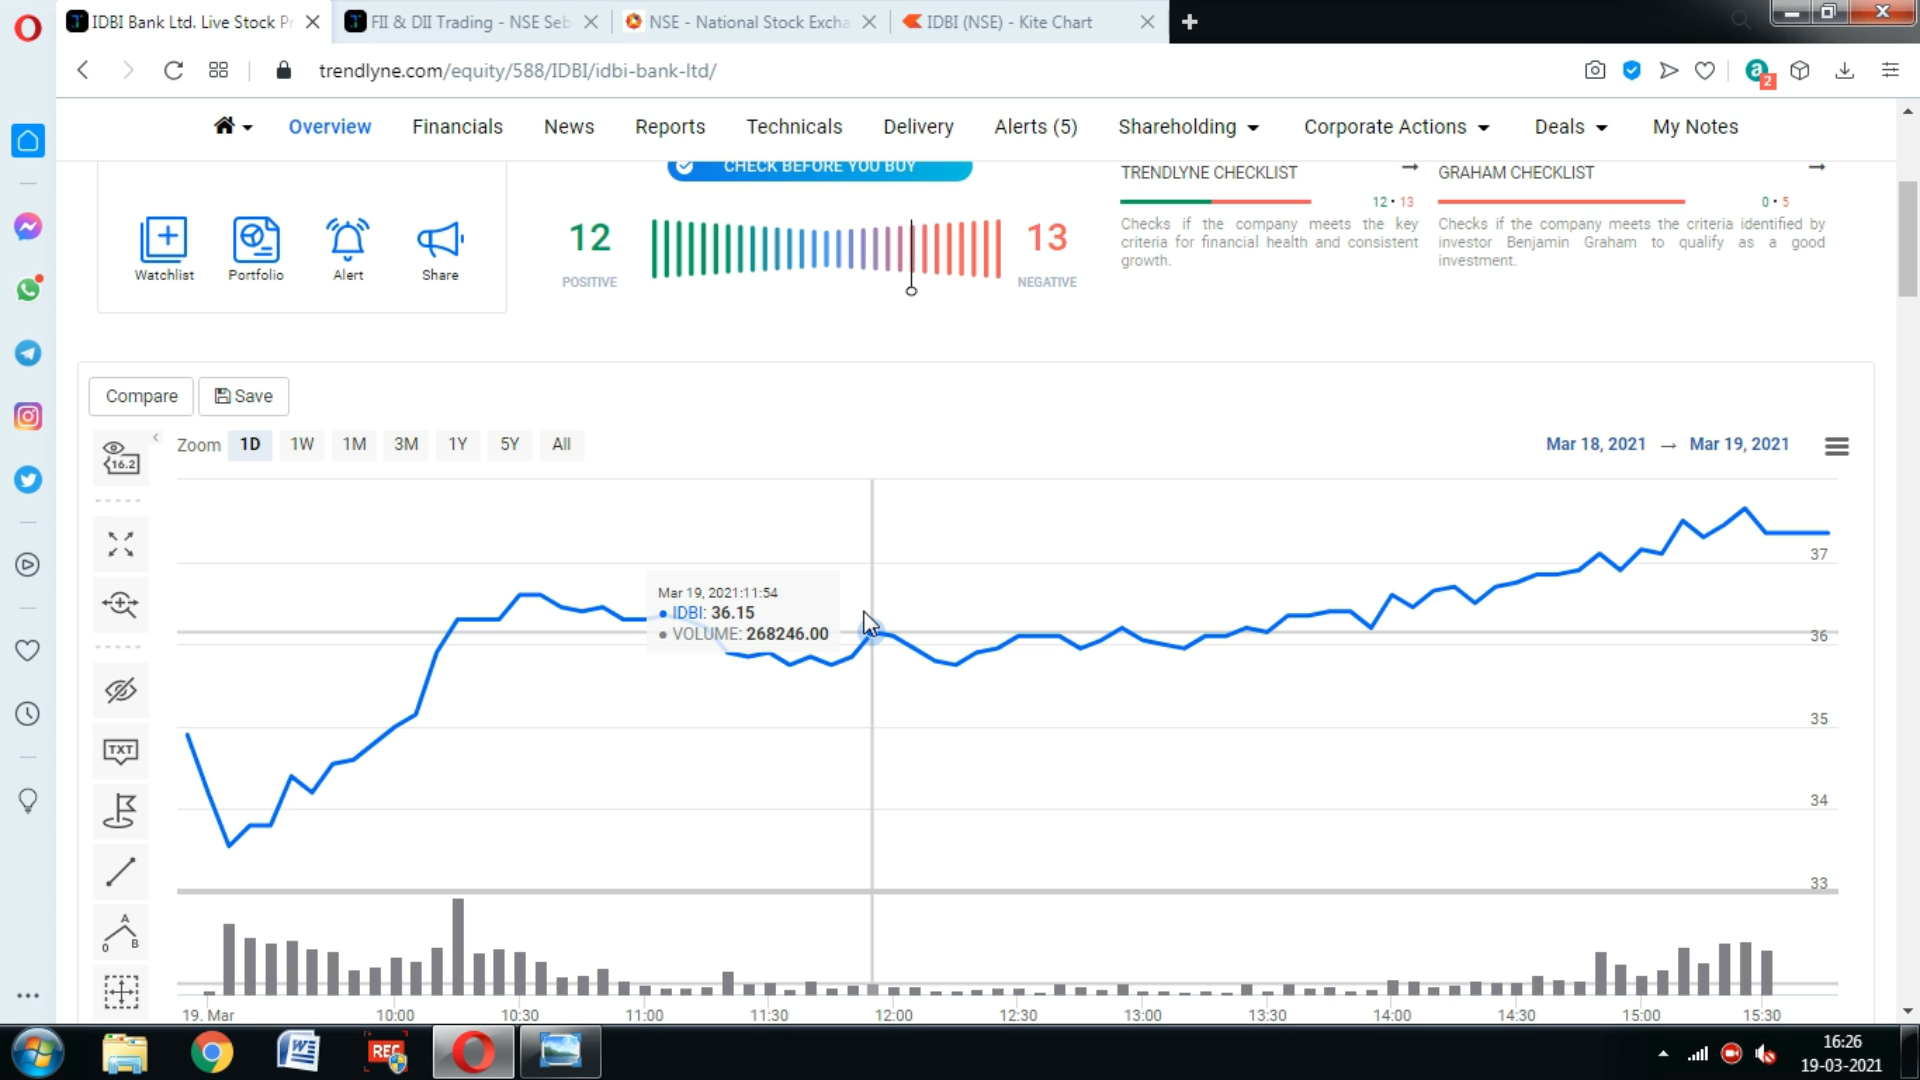 IDBI Bank Ltd. Live Stock Pr
FII & DII Trading - NSE Seb
NSE - National Stock Excha
IDBI (NSE) - Kite Chart
trendlyne.com/equity/588/IDBI/idbi-bank-ltd/
2
Overview
Financials
News
Reports
Technicals
Delivery
Alerts (5)
Shareholding
Corporate Actions
Deals
My Notes
CHECK BEFORE YOU BUY
Watchlist
Portfolio
Alert
Share
12
POSITIVE
13
NEGATIVE
TRENDLYNE CHECKLIST
12 • 13
Checks if the company meets the key
criteria for financial health and consistent
growth.
GRAHAM CHECKLIST
0 • 5
Checks if the company meets the criteria identified by
investor Benjamin Graham to qualify as a good
investment.
Compare
Save
16.2
Zoom 1D 1W 1M 3M 1Y 5Y All
Mar 18, 2021 → Mar 19, 2021
Mar 19, 2021:11:54
● IDBI: 36.15
● VOLUME: 268246.00
37
36
35
34
33
TXT
A
0 B
19. Mar 10:00 10:30 11:00 11:30 12:00 12:30 13:00 13:30 14:00 14:30 15:00 15:30
REC
16:26
19-03-2021